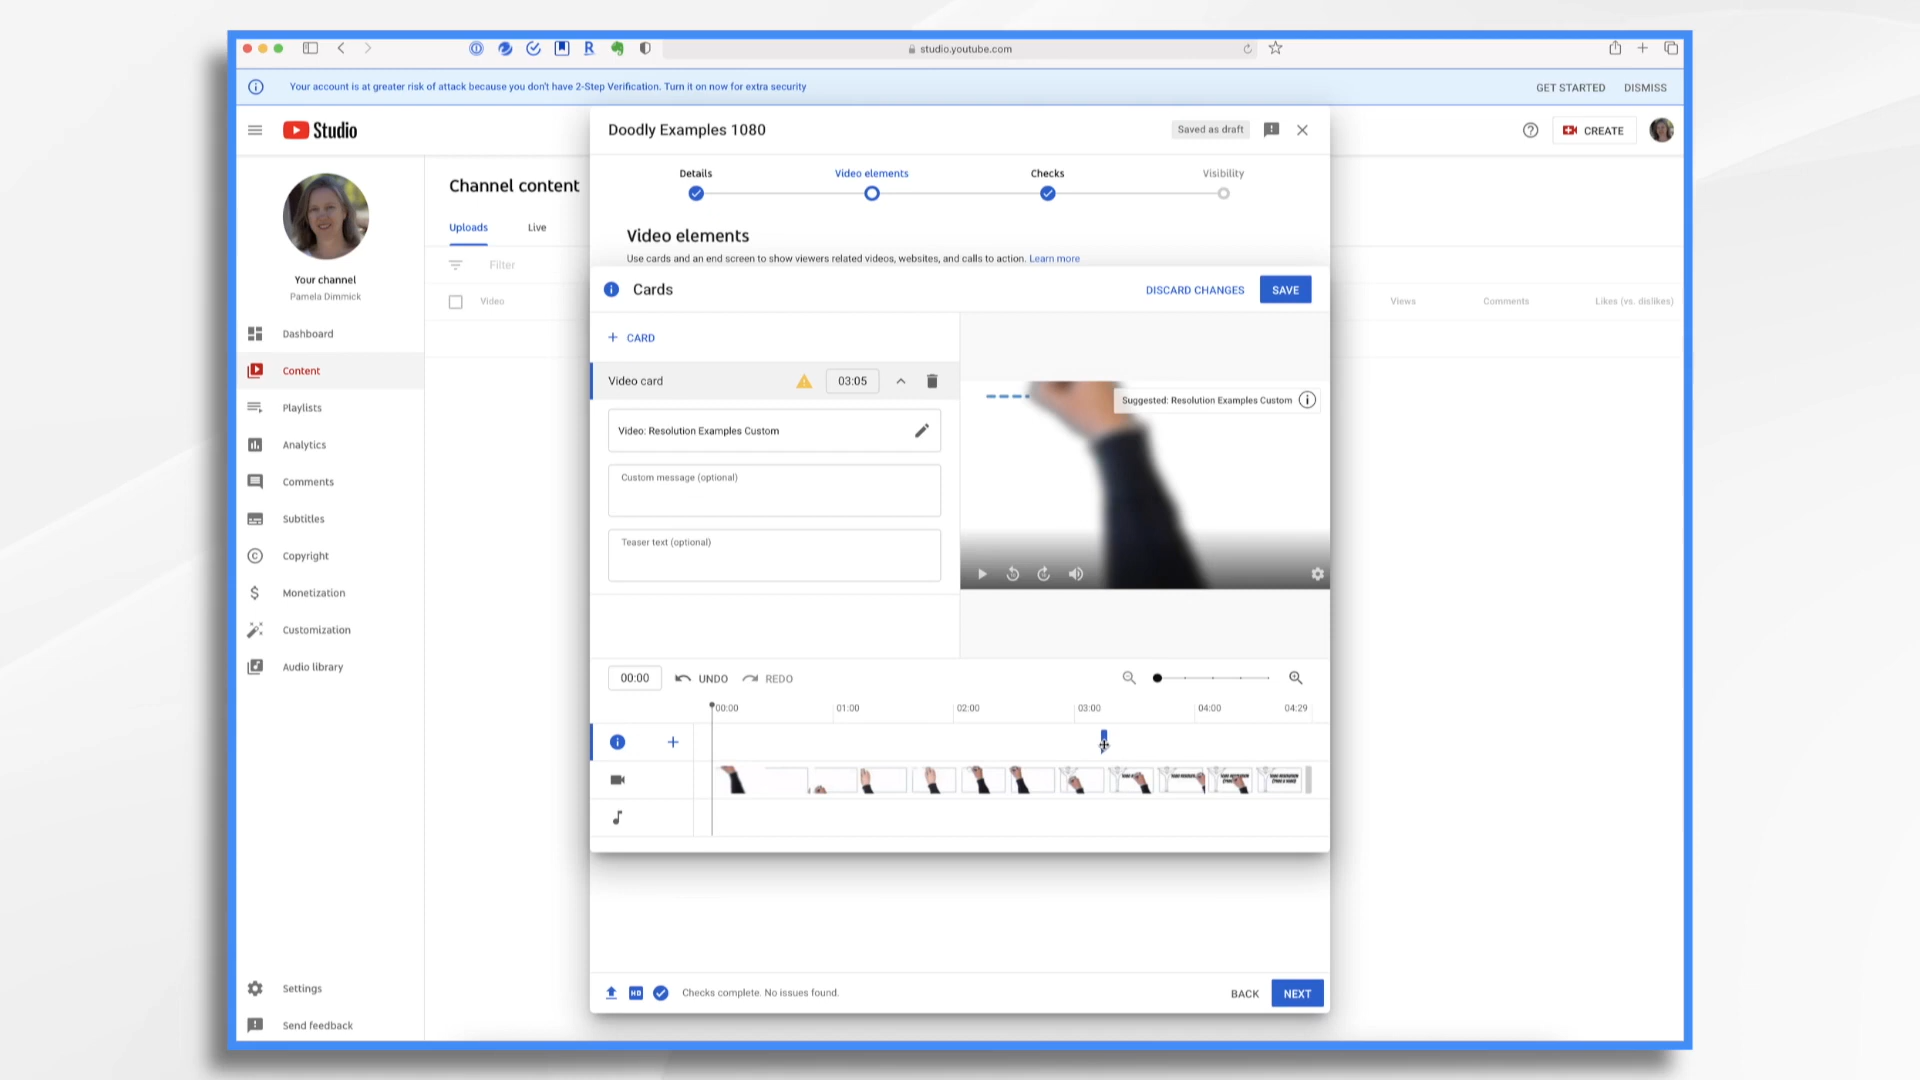 studio.youtube.com
Your account is at greater risk of attack because you don't have 2-Step Verification. Turn it on now for extra security
GET STARTED
DISMISS
Studio
CREATE
Your channel
Pamela Dimmick
Dashboard
Content
Playlists
Analytics
Comments
Subtitles
Copyright
Monetization
Customization
Audio library
Settings
Send feedback
Channel content
Uploads
Live
Filter
Video
Views
Comments
Likes (vs. dislikes)
Doodly Examples 1080
Saved as draft
Details
Video elements
Checks
Visibility
Video elements
Use cards and an end screen to show viewers related videos, websites, and calls to action. Learn more
Cards
DISCARD CHANGES
SAVE
CARD
Video card
03:05
Video: Resolution Examples Custom
Custom message (optional)
Teaser text (optional)
Suggested: Resolution Examples Custom
00:00
UNDO
REDO
00:00
01:00
02:00
03:00
04:00
04:29
HD
Checks complete. No issues found.
BACK
NEXT